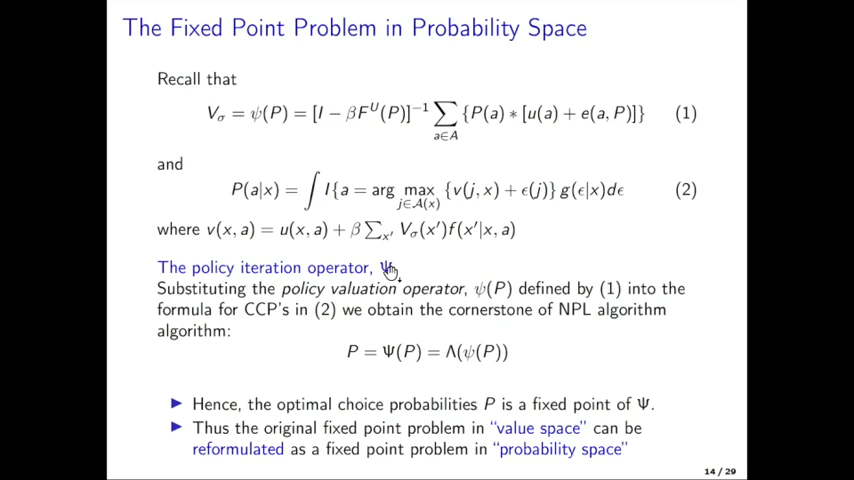 The Fixed Point Problem in Probability Space
Recall that
V_σ = ψ(P) = [I − βF^U(P)]^{−1} ∑_{a∈A} {P(a) ∗ [u(a) + e(a, P)]} (1)
and
P(a|x) = ∫ I{a = arg max_{j∈𝒜(x)} {v(j, x) + ϵ(j)}} g(ϵ|x)dϵ (2)
where v(x, a) = u(x, a) + β ∑_{x′} V_σ(x′)f(x′|x, a)
The policy iteration operator, Ψ
Substituting the policy valuation operator, ψ(P) defined by (1) into the
formula for CCP's in (2) we obtain the cornerstone of NPL algorithm
algorithm:
P = Ψ(P) = Λ(ψ(P))
▶ Hence, the optimal choice probabilities P is a fixed point of Ψ.
▶ Thus the original fixed point problem in "value space" can be
reformulated as a fixed point problem in "probability space"
14 / 29